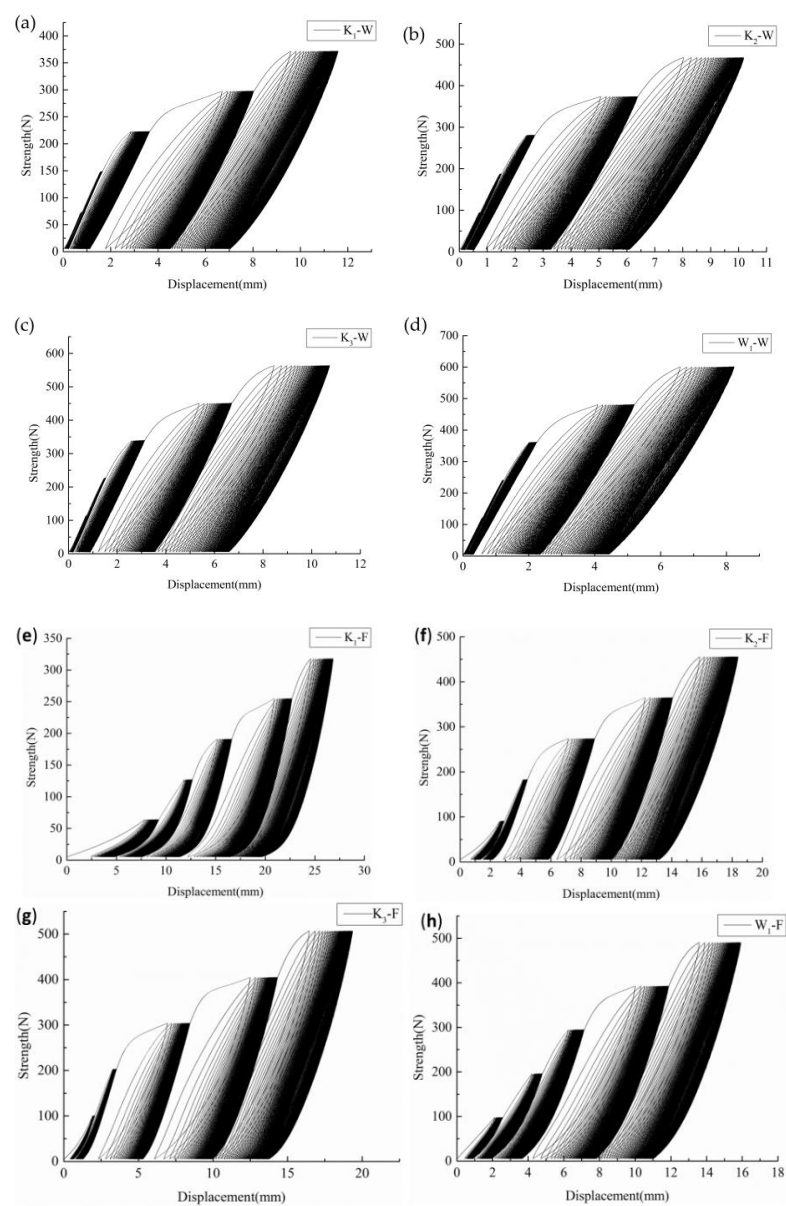 (a)
K1-W
Strength(N)
400
350
300
250
200
150
100
50
0
0 2 4 6 8 10 12
Displacement(mm)
(b)
K2-W
Strength(N)
500
400
300
200
100
0
0 1 2 3 4 5 6 7 8 9 10 11
Displacement(mm)
(c)
K3-W
Strength(N)
600
500
400
300
200
100
0
0 2 4 6 8 10 12
Displacement(mm)
(d)
W1-W
Strength(N)
700
600
500
400
300
200
100
0
0 2 4 6 8
Displacement(mm)
(e)
K1-F
Strength(N)
350
300
250
200
150
100
50
0
0 5 10 15 20 25 30
Displacement(mm)
(f)
K2-F
Strength(N)
500
400
300
200
100
0
0 2 4 6 8 10 12 14 16 18 20
Displacement(mm)
(g)
K3-F
Strength(N)
500
400
300
200
100
0
0 5 10 15 20
Displacement(mm)
(h)
W1-F
Strength(N)
500
400
300
200
100
0
0 2 4 6 8 10 12 14 16 18
Displacement(mm)